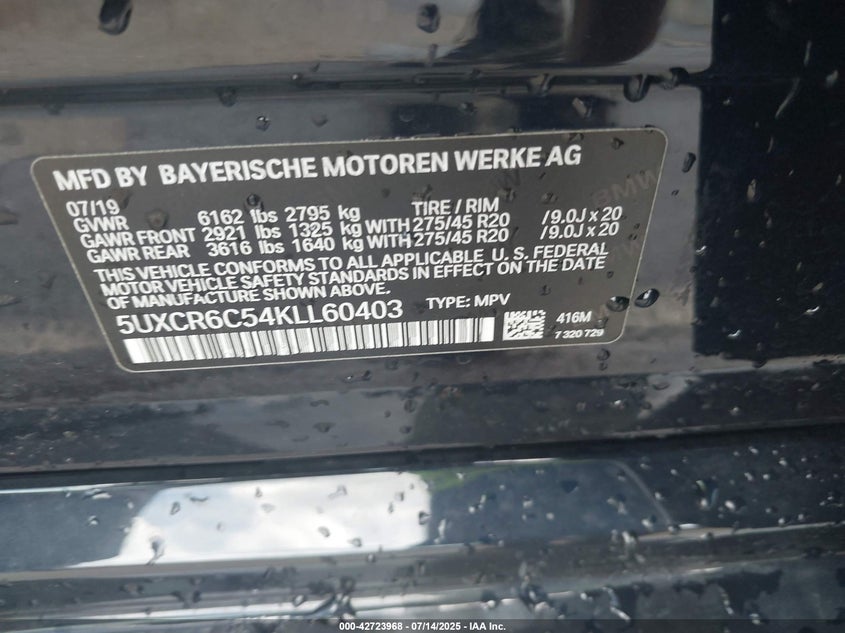 MFD BY BAYERISCHE MOTOREN WERKE AG
07/19 TIRE / RIM
GVWR 6162 lbs 2795 kg
GAWR FRONT 2921 lbs 1325 kg WITH 275/45 R20 /9.0J x 20
GAWR REAR 3616 lbs 1640 kg WITH 275/45 R20 /9.0J x 20
THIS VEHICLE CONFORMS TO ALL APPLICABLE U. S. FEDERAL
MOTOR VEHICLE SAFETY STANDARDS IN EFFECT ON THE DATE
OF MANUFACTURE SHOWN ABOVE.
5UXCR6C54KLL60403 TYPE: MPV
416M
7 320 729
BMW
000-42723968 - 07/14/2025 - IAA Inc.